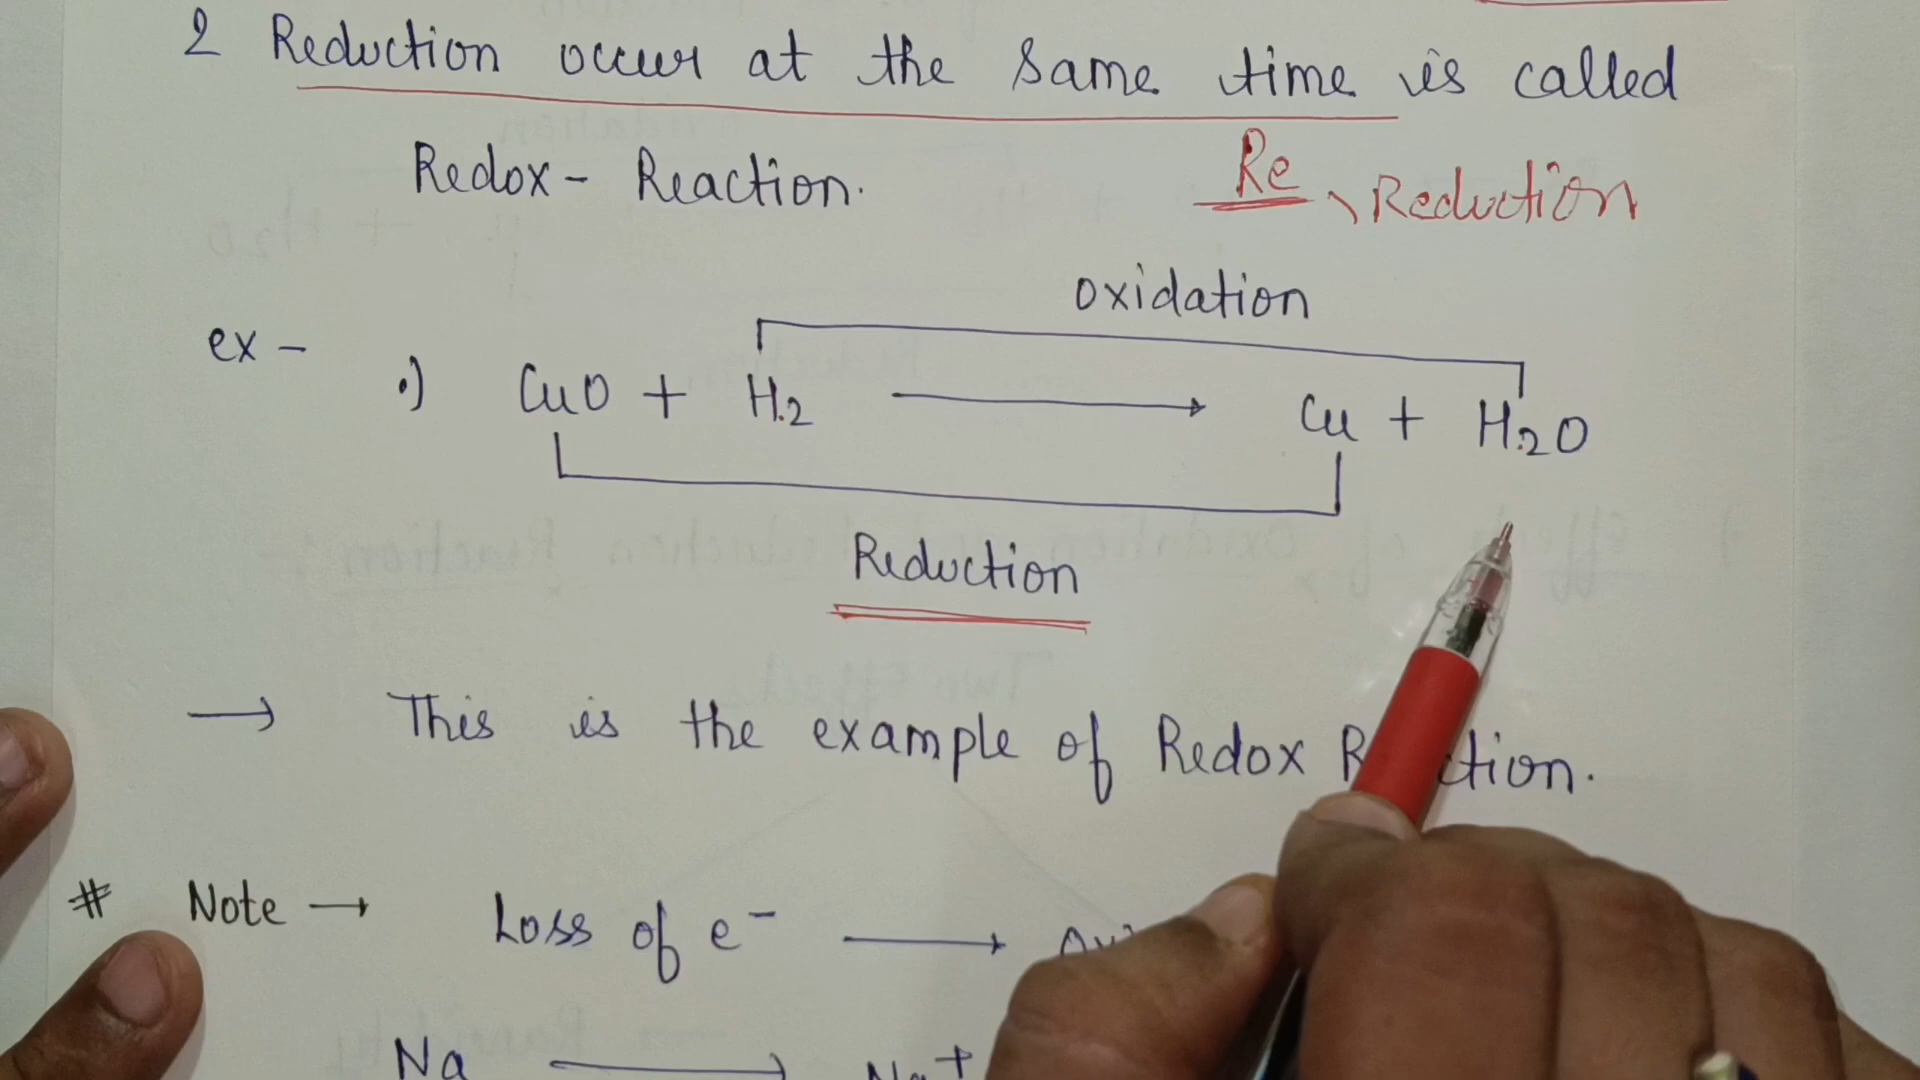 2 Reduction occur at the same time is called
Redox - Reaction.
Re Reduction
oxidation
ex -
•) CuO + H2 → Cu + H2O
Reduction
→ This is the example of Redox
# Note → Loss of e⁻ →
Na →